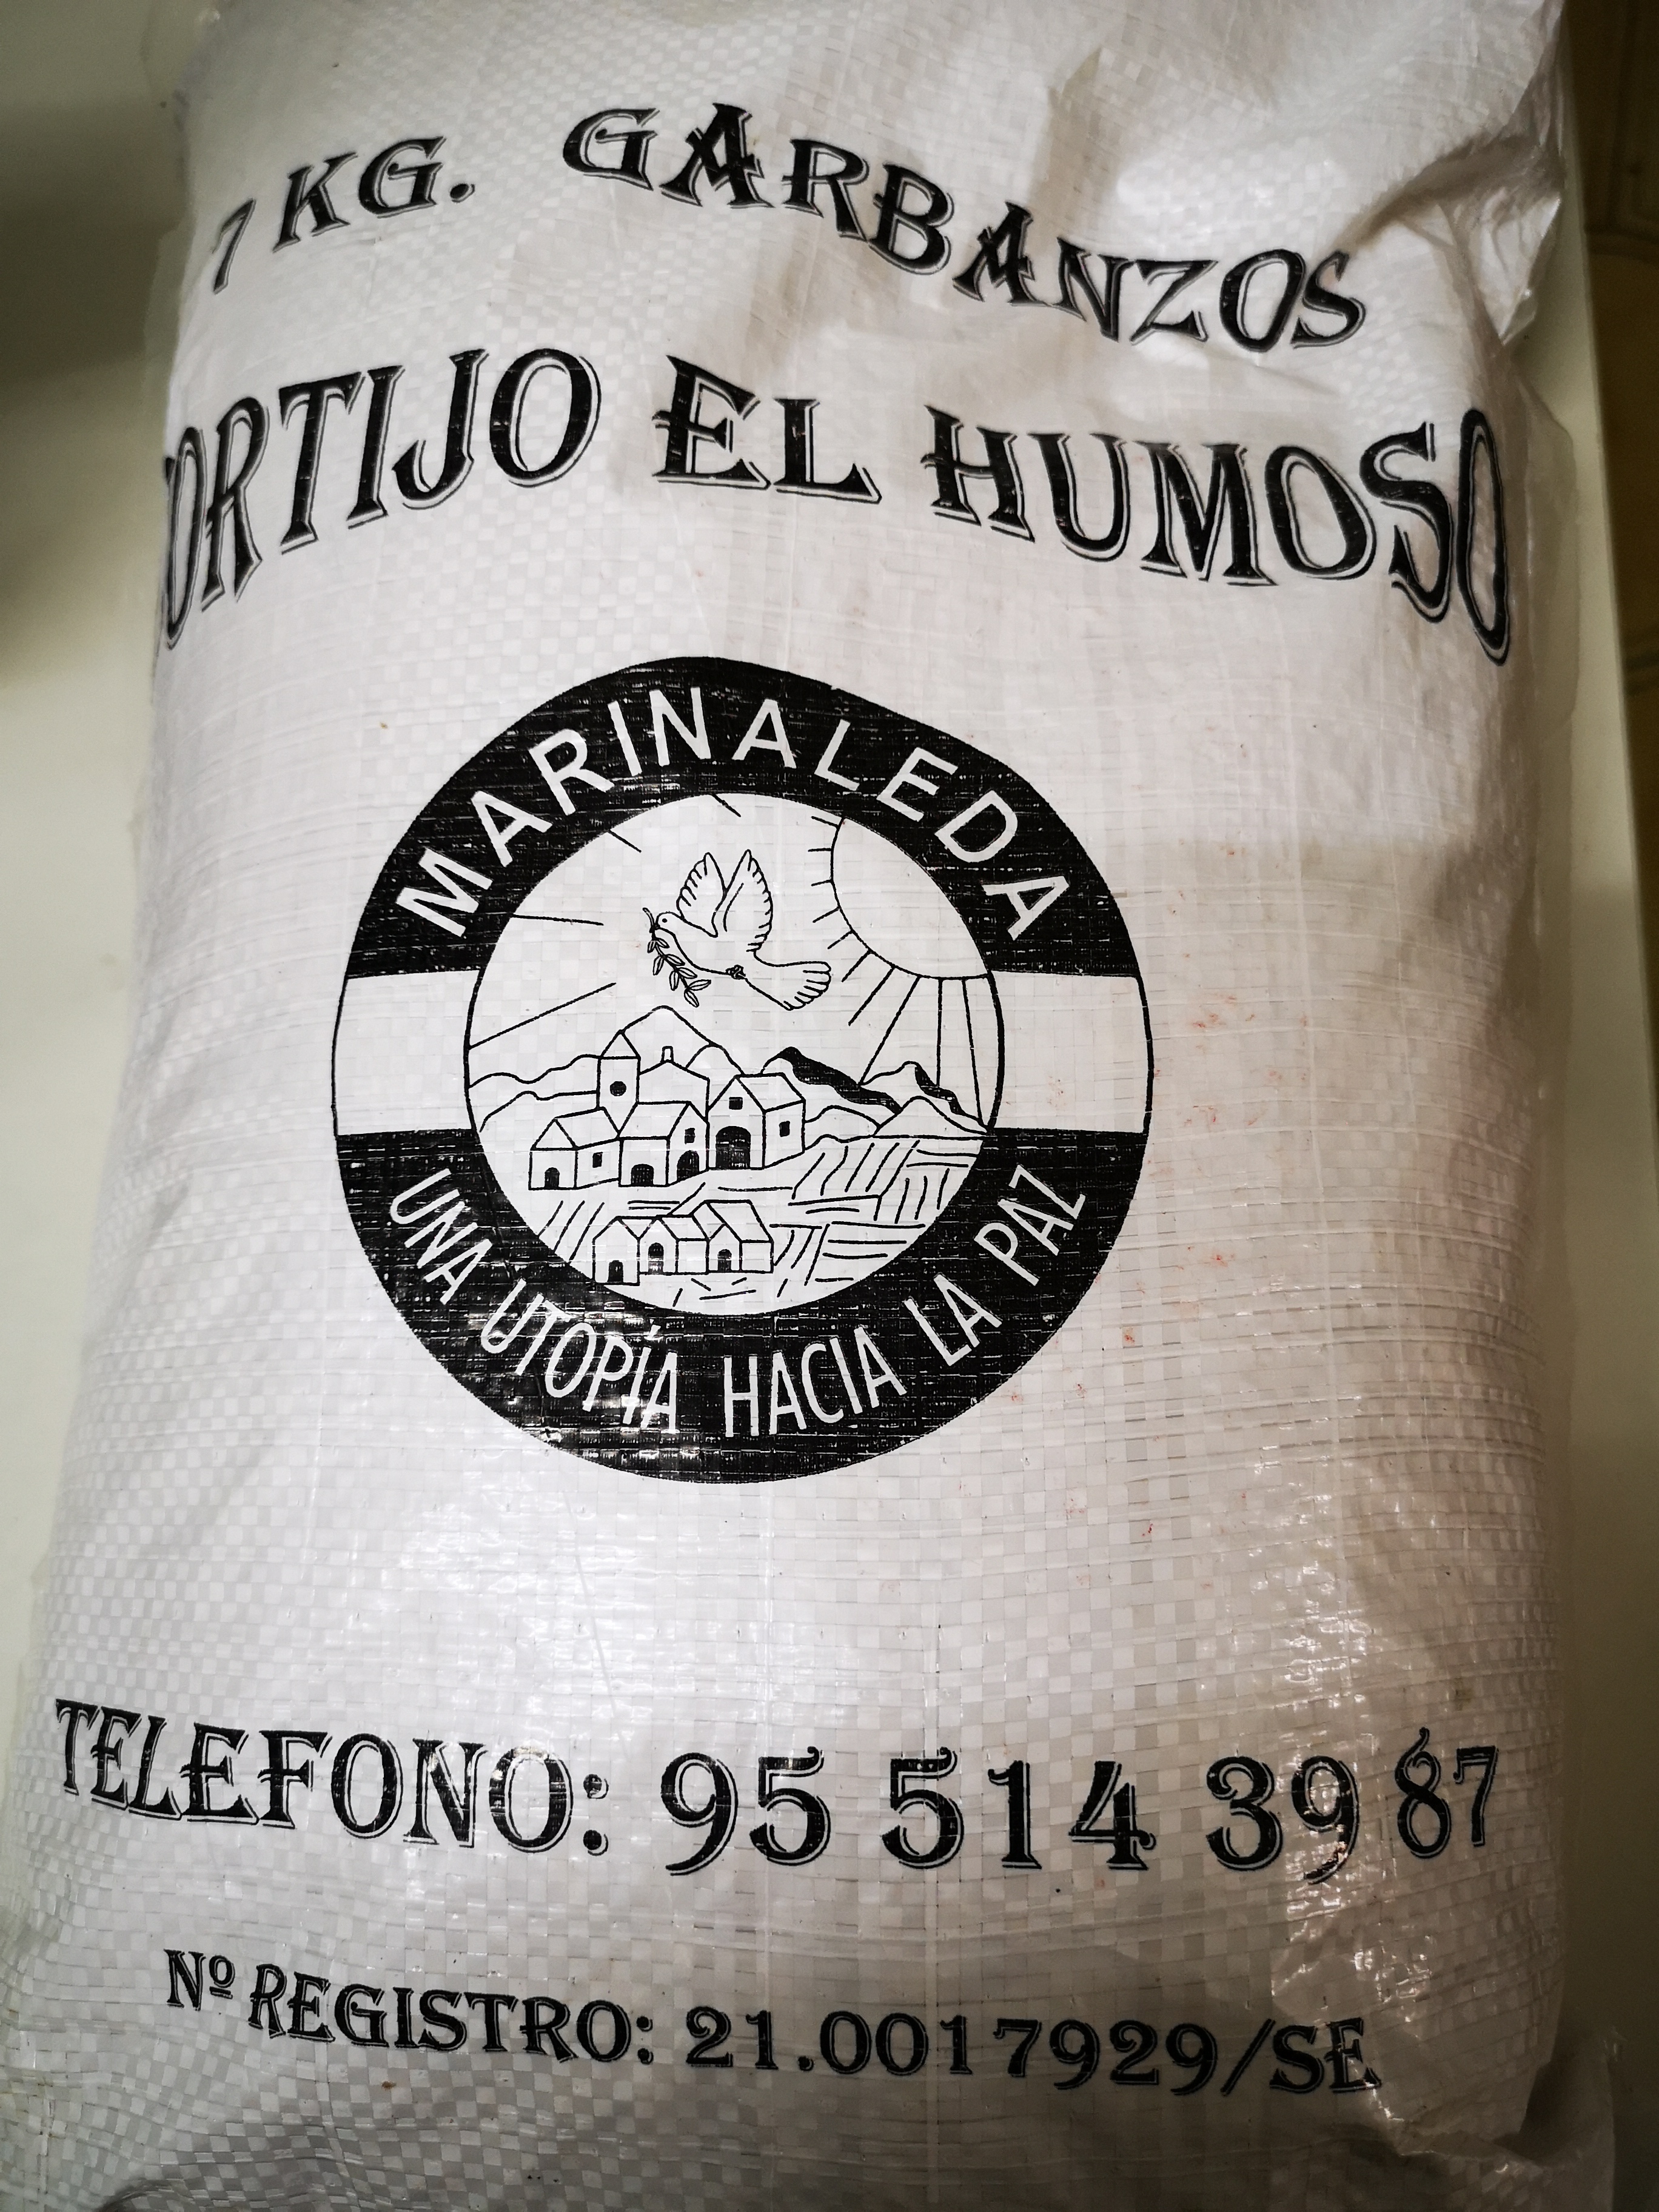 7 KG. GARBANZOS
CORTIJO EL HUMOSO
MARINALEDA
UNA UTOPÍA HACIA LA PAZ
TELEFONO: 95 514 39 87
Nº REGISTRO: 21.0017929/SE